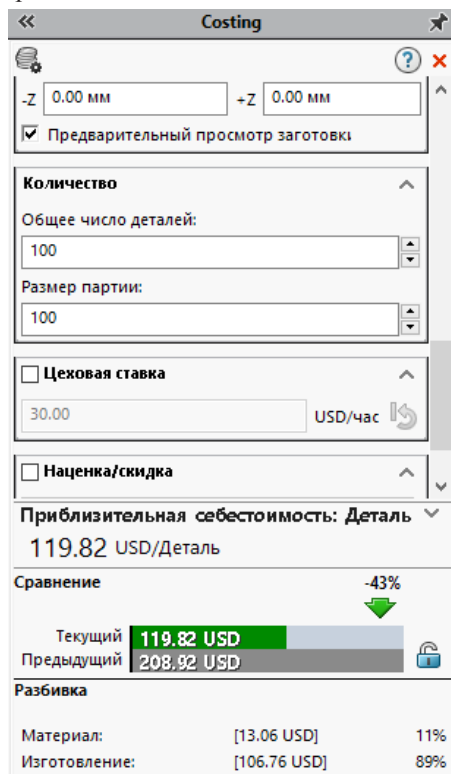 Costing
-Z 0.00 мм +Z 0.00 мм
Предварительный просмотр заготовки
Количество
Общее число деталей:
100
Размер партии:
100
Цеховая ставка
30.00 USD/час
Наценка/скидка
Приблизительная себестоимость: Деталь
119.82 USD/Деталь
Сравнение -43%
Текущий 119.82 USD
Предыдущий 208.92 USD
Разбивка
Материал: [13.06 USD] 11%
Изготовление: [106.76 USD] 89%